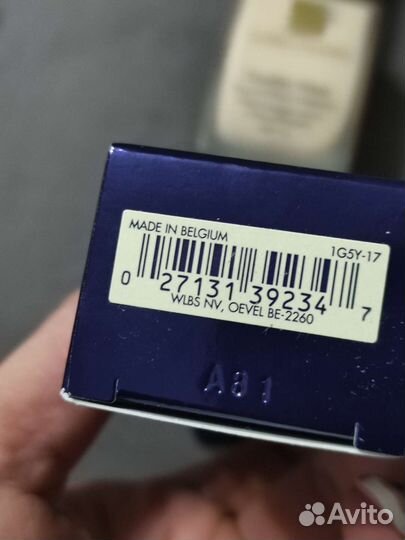 MADE IN BELGIUM 1G5Y-17
0 27131 39234 7
WLBS NV, OEVEL BE-2260
A81
Avito